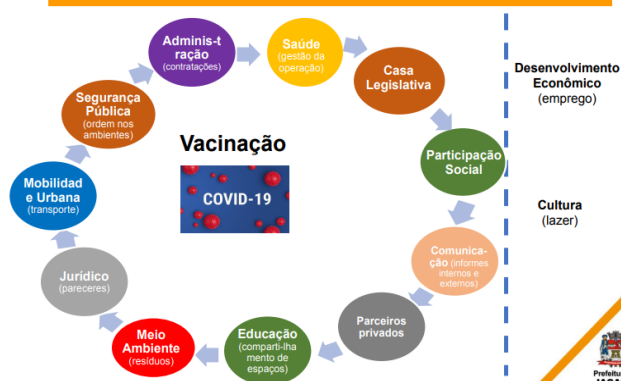 Adminis-t
ração
(contratações)
Saúde
(gestão da
operação)
Casa
Legislativa
Participação
Social
Comunica-
ção (informes
internos e
externos)
Parceiros
privados
Educação
(comparti-lha
mento de
espaços)
Meio
Ambiente
(resíduos)
Jurídico
(pareceres)
Mobilidad
e Urbana
(transporte)
Segurança
Pública
(ordem nos
ambientes)
Vacinação
COVID-19
Desenvolvimento
Econômico
(emprego)
Cultura
(lazer)